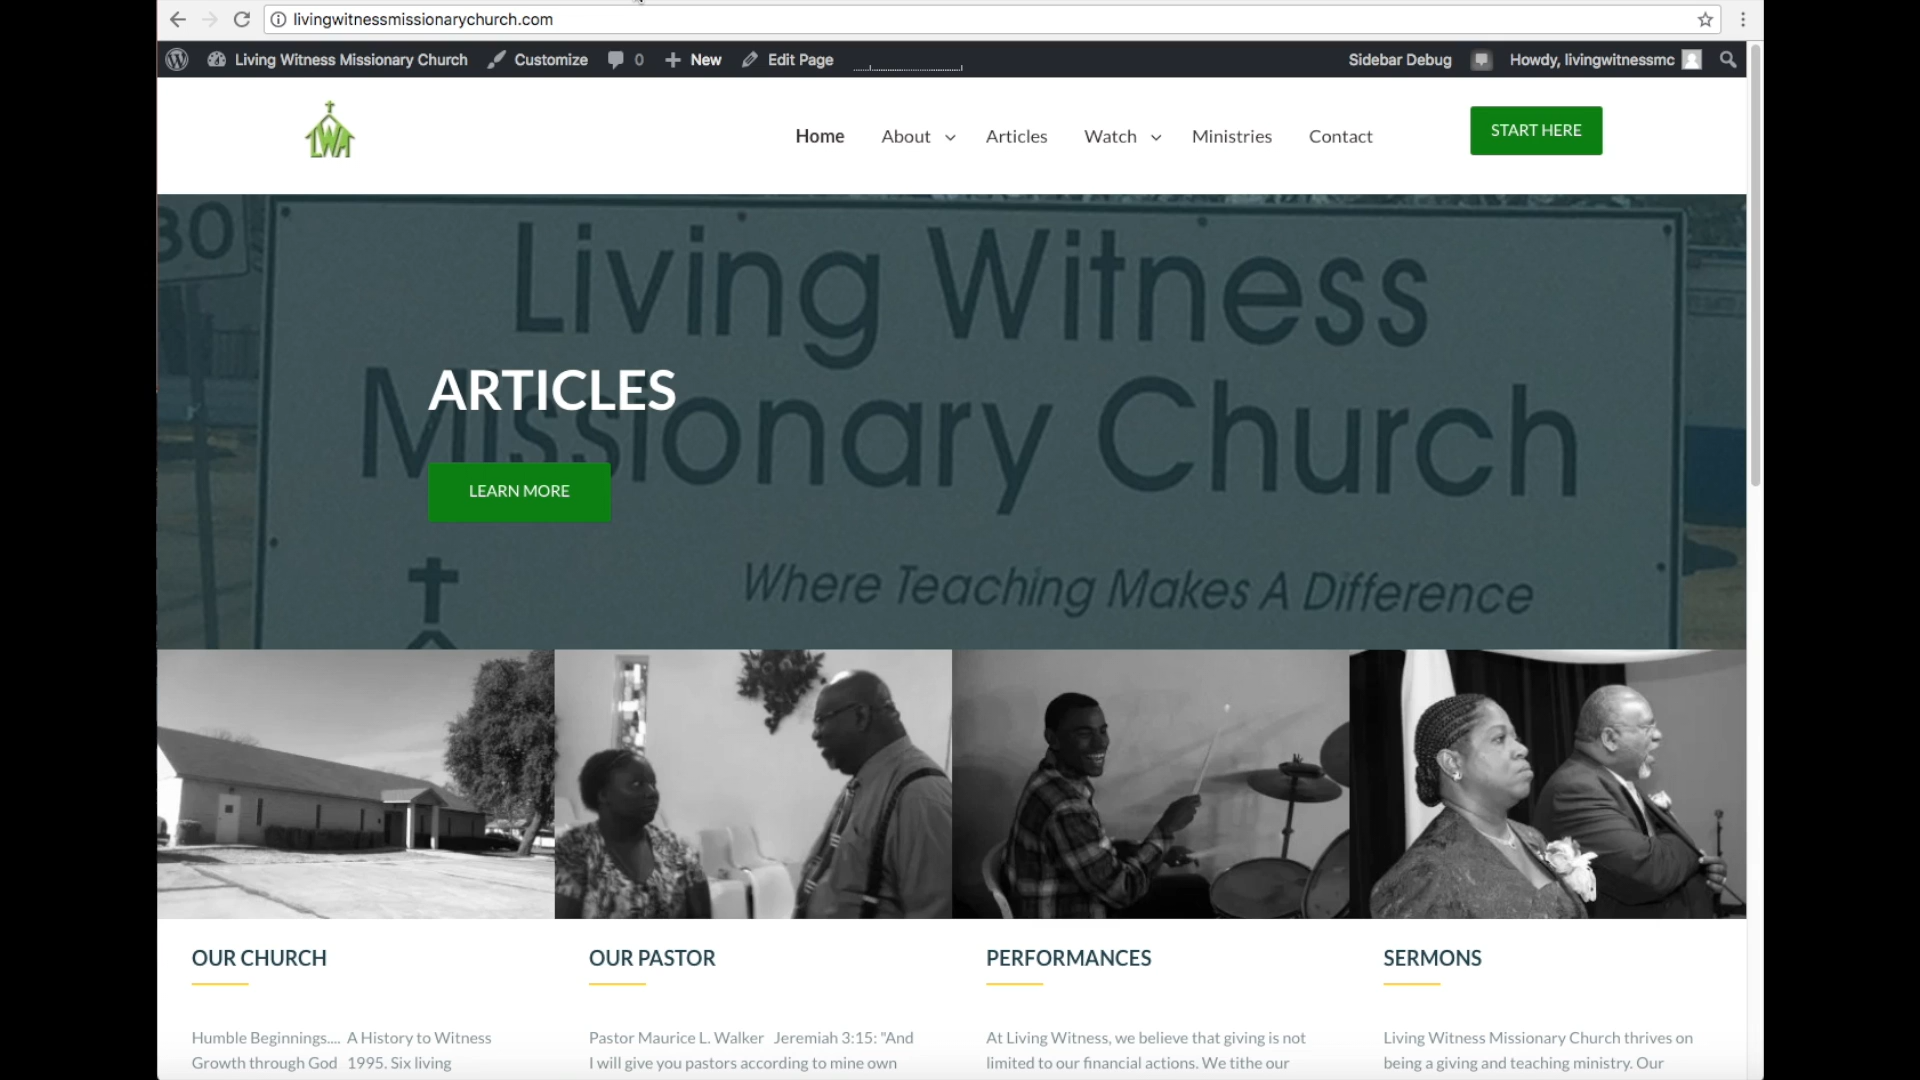 livingwitnessmissionarychurch.com
Living Witness Missionary Church Customize 0 New Edit Page Sidebar Debug Howdy, livingwitnessmc
LWM
Home About Articles Watch Ministries Contact START HERE
30
Living Witness
Missionary Church
ARTICLES
LEARN MORE
Where Teaching Makes A Difference
OUR CHURCH
Humble Beginnings.... A History to Witness
Growth through God 1995. Six living
OUR PASTOR
Pastor Maurice L. Walker Jeremiah 3:15: "And
I will give you pastors according to mine own
PERFORMANCES
At Living Witness, we believe that giving is not
limited to our financial actions. We tithe our
SERMONS
Living Witness Missionary Church thrives on
being a giving and teaching ministry. Our